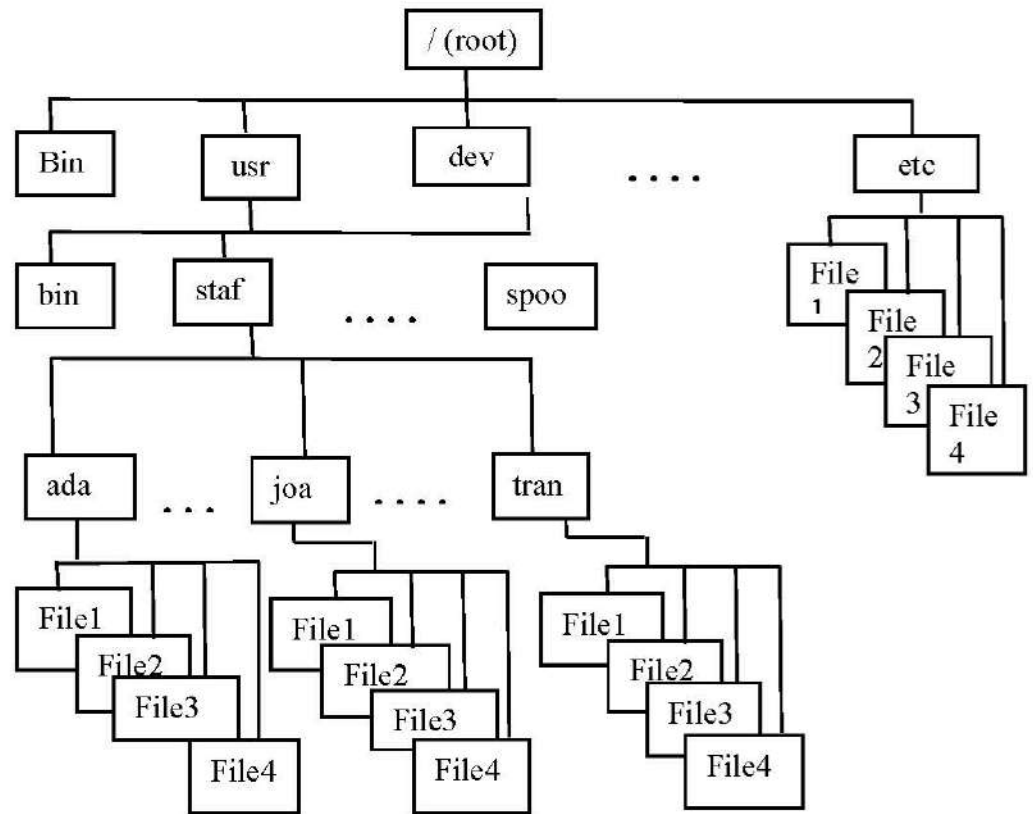 / (root)
Bin
usr
dev
. . . .
etc
bin
staf
. . . .
spoo
File
1
File
2
File
3
File
4
ada
. . .
joa
. . . .
tran
File1
File2
File3
File4
File1
File2
File3
File4
File1
File2
File3
File4